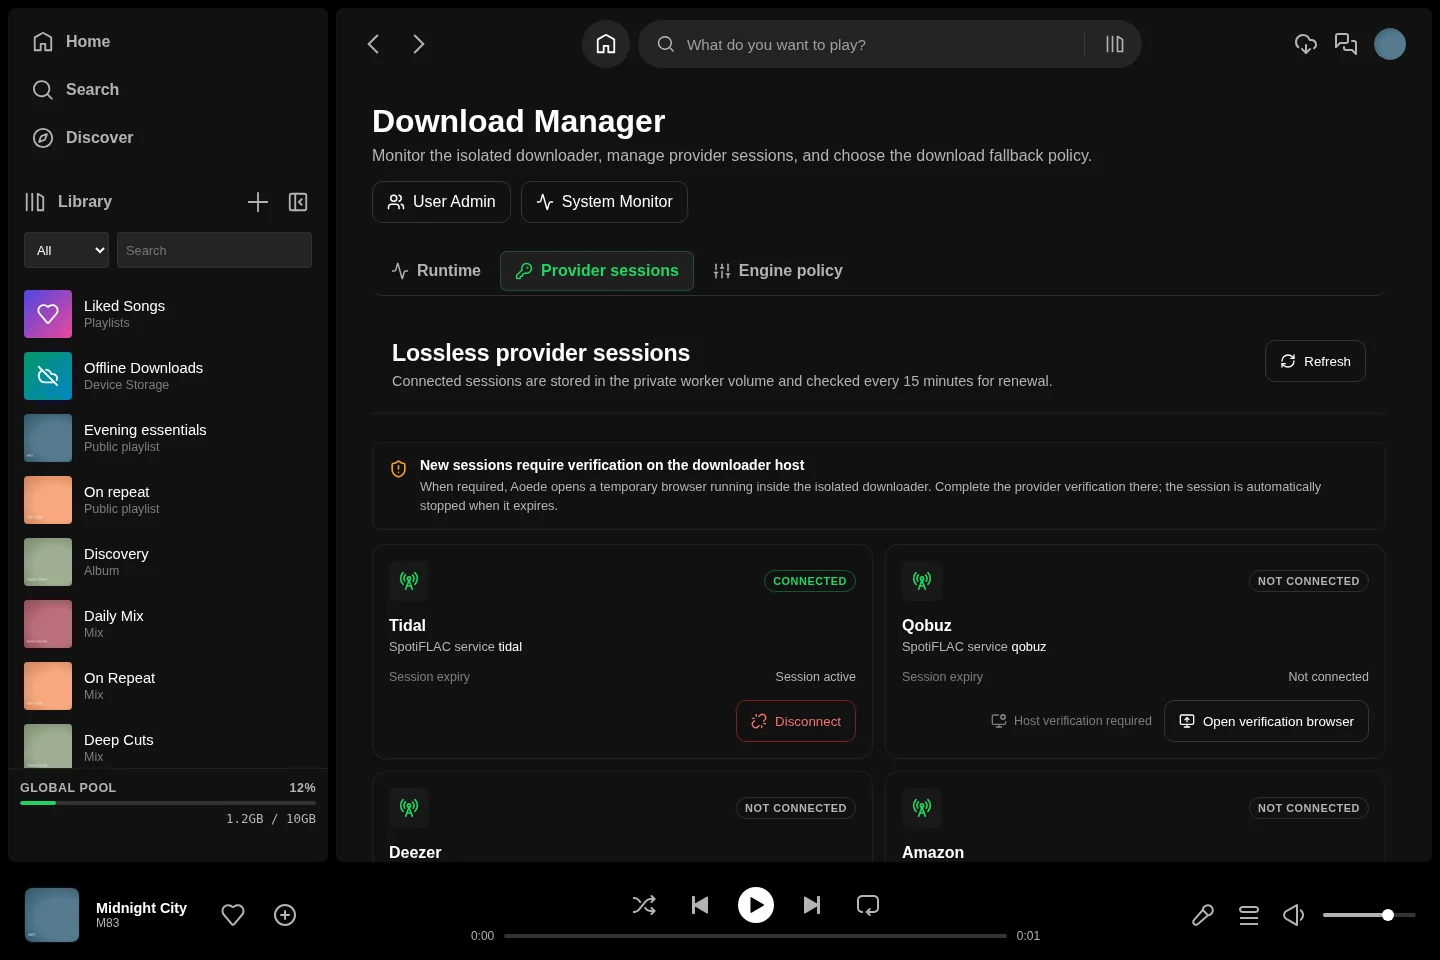 Home
Search
Discover
Library
All
Search
Liked Songs
Playlists
Offline Downloads
Device Storage
Evening essentials
Public playlist
On repeat
Public playlist
Discovery
Album
Daily Mix
Mix
On Repeat
Mix
Deep Cuts
Mix
GLOBAL POOL 12%
1.2GB / 10GB
What do you want to play?
Download Manager
Monitor the isolated downloader, manage provider sessions, and choose the download fallback policy.
User Admin System Monitor
Runtime Provider sessions Engine policy
Lossless provider sessions
Connected sessions are stored in the private worker volume and checked every 15 minutes for renewal.
Refresh
New sessions require verification on the downloader host
When required, Aoede opens a temporary browser running inside the isolated downloader. Complete the provider verification there; the session is automatically
stopped when it expires.
CONNECTED
Tidal
SpotiFLAC service tidal
Session expiry Session active
Disconnect
NOT CONNECTED
Qobuz
SpotiFLAC service qobuz
Session expiry Not connected
Host verification required Open verification browser
NOT CONNECTED
Deezer
NOT CONNECTED
Amazon
Midnight City
M83
0:00 0:01